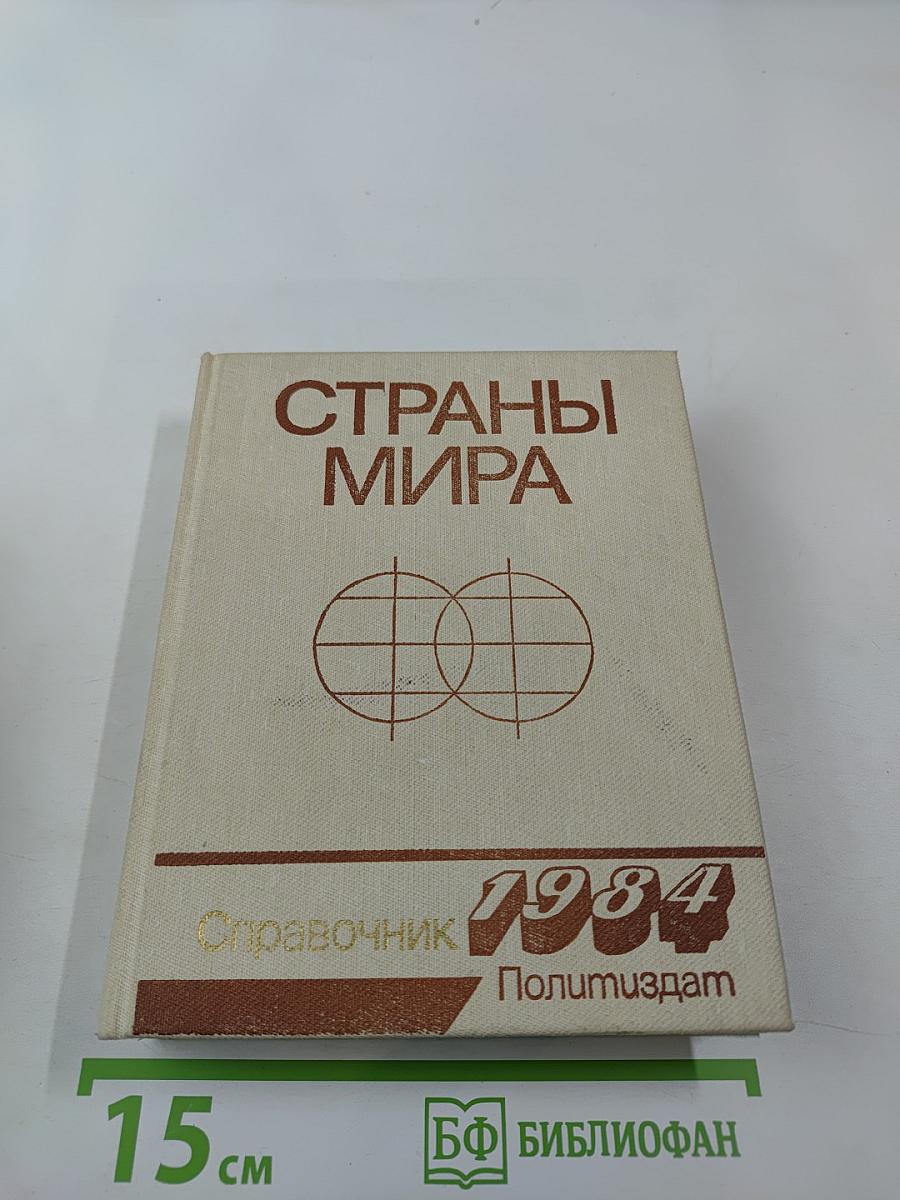 СТРАНЫ
МИРА
Справочник 1984
Политиздат
15 см
БФ БИБЛИОФАН